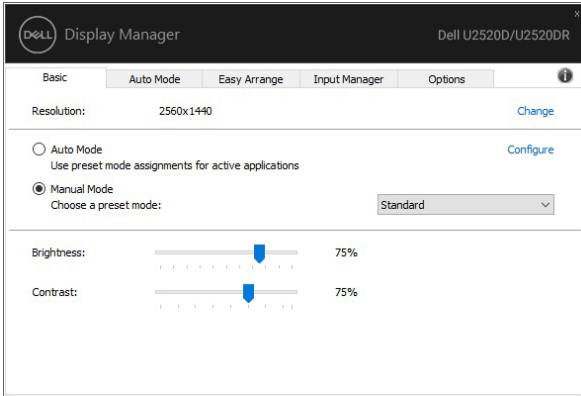 DELL Display Manager Dell U2520D/U2520DR
x
Basic Auto Mode Easy Arrange Input Manager Options i
Resolution: 2560x1440 Change
Auto Mode Configure
Use preset mode assignments for active applications
Manual Mode
Choose a preset mode: Standard
Brightness: 75%
Contrast: 75%